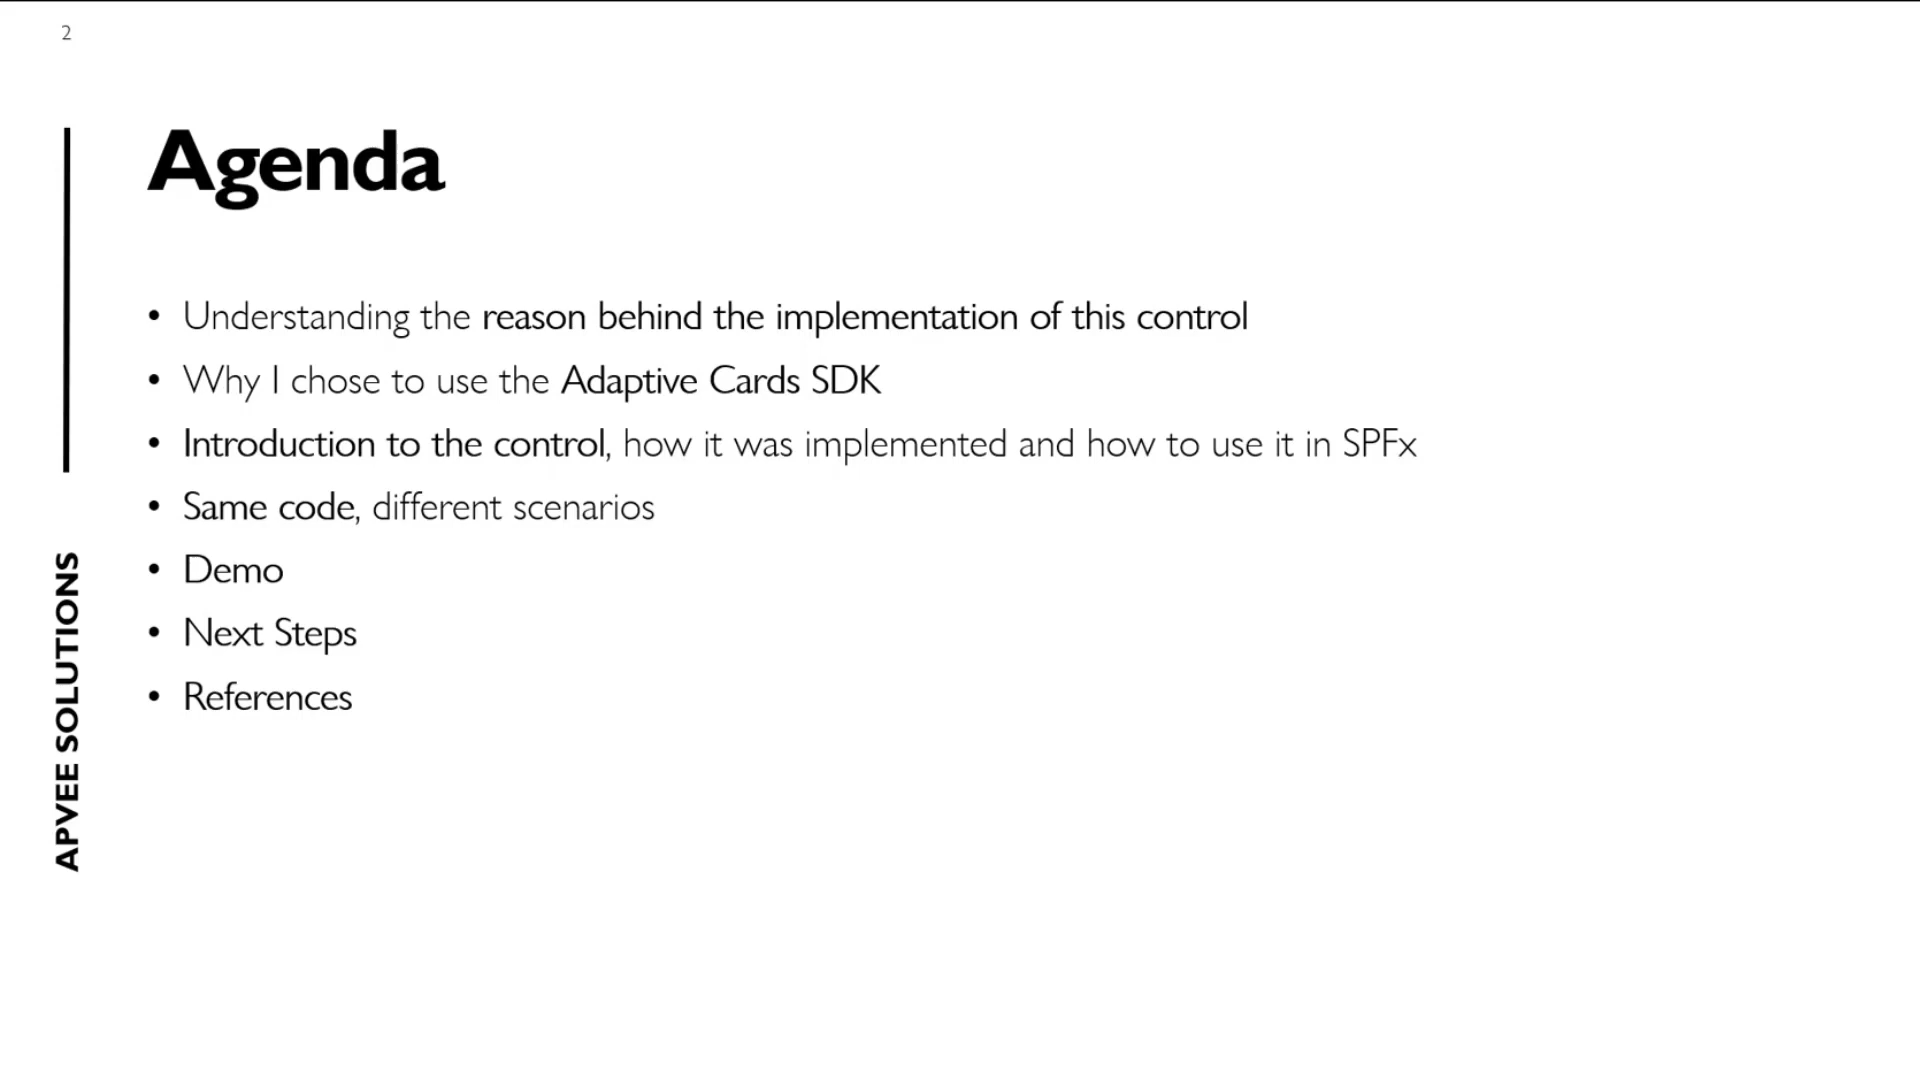 2
Agenda
• Understanding the reason behind the implementation of this control
• Why I chose to use the Adaptive Cards SDK
• Introduction to the control, how it was implemented and how to use it in SPFx
• Same code, different scenarios
• Demo
• Next Steps
• References
APVEE SOLUTIONS